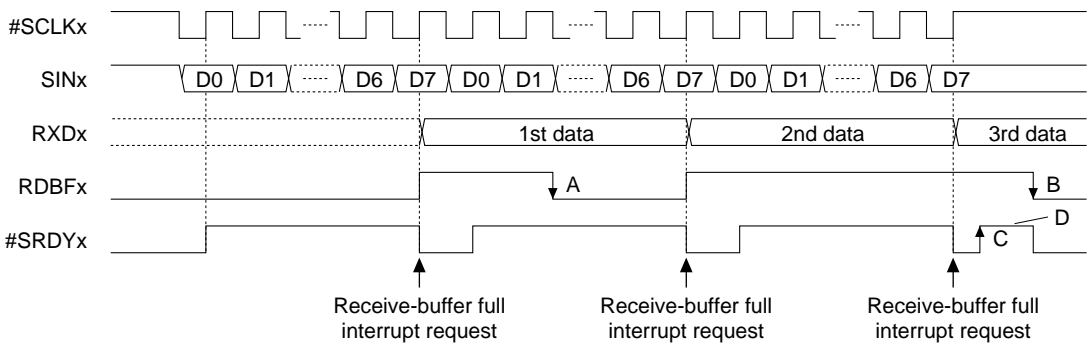 #SCLKx
SINx D0 D1 D6 D7 D0 D1 D6 D7 D0 D1 D6 D7
RXDx 1st data 2nd data 3rd data
RDBFx A B
D
#SRDYx C
Receive-buffer full Receive-buffer full Receive-buffer full
interrupt request interrupt request interrupt request